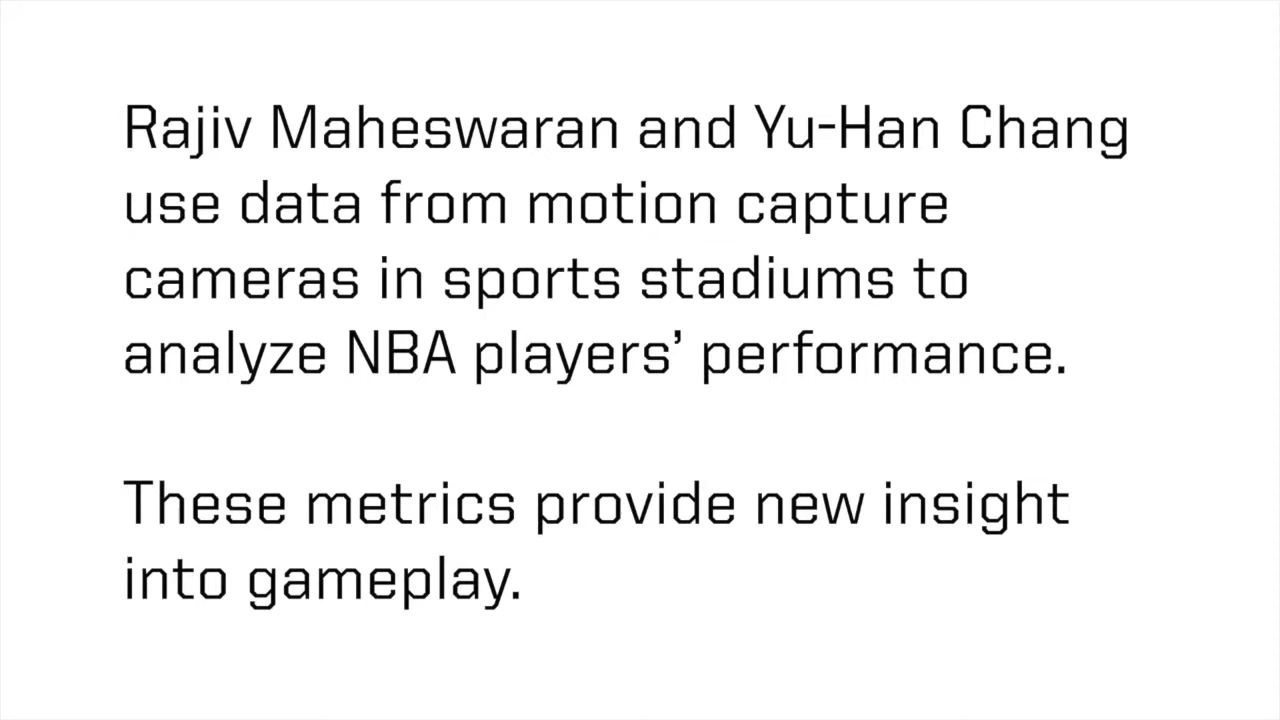 Rajiv Maheswaran and Yu-Han Chang
use data from motion capture
cameras in sports stadiums to
analyze NBA players’ performance.
These metrics provide new insight
into gameplay.